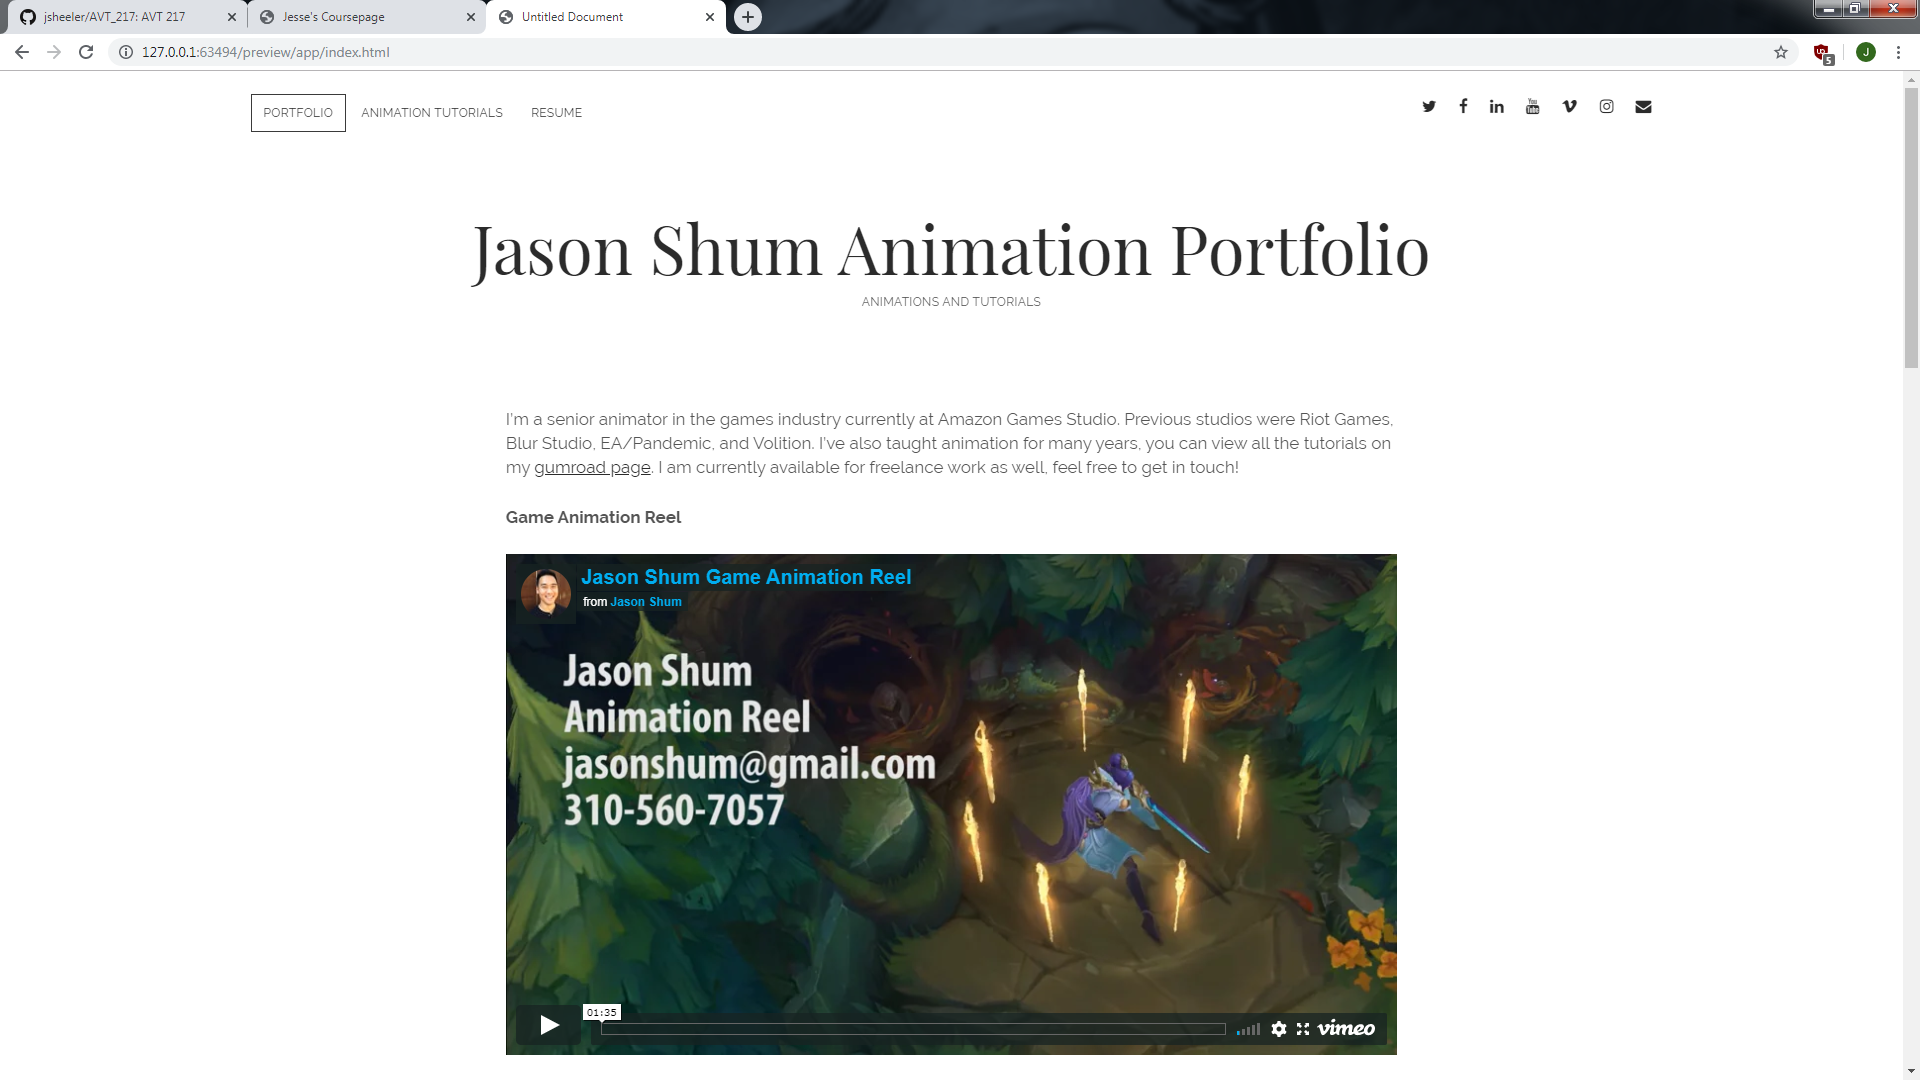 jsheeler/AVT_217: AVT 217
Jesse's Coursepage
Untitled Document
127.0.0.1:63494/preview/app/index.html
5
J
PORTFOLIO
ANIMATION TUTORIALS
RESUME
You
Tube
Jason Shum Animation Portfolio
ANIMATIONS AND TUTORIALS
I'm a senior animator in the games industry currently at Amazon Games Studio. Previous studios were Riot Games,
Blur Studio, EA/Pandemic, and Volition. I've also taught animation for many years, you can view all the tutorials on
my gumroad page. I am currently available for freelance work as well, feel free to get in touch!
Game Animation Reel
Jason Shum Game Animation Reel
from Jason Shum
Jason Shum
Animation Reel
jasonshum@gmail.com
310-560-7057
01:35
vimeo